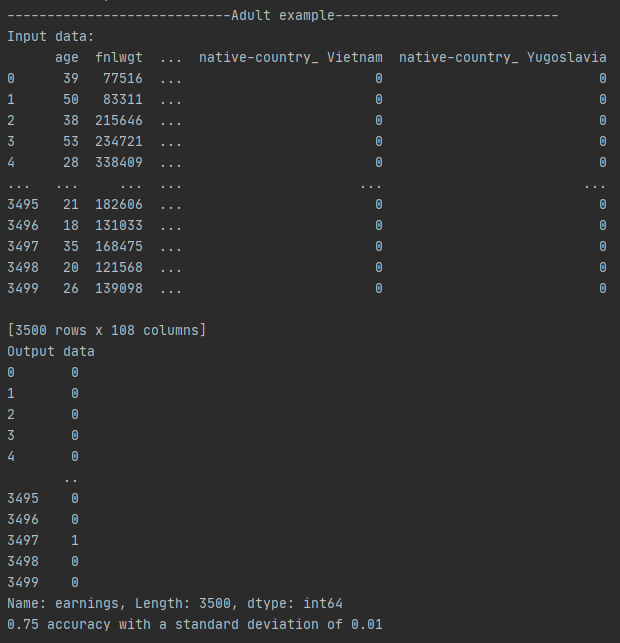 ----------------------------Adult example----------------------------
Input data:
      age  fnlwgt  ...  native-country_ Vietnam  native-country_ Yugoslavia
0      39   77516  ...                        0                           0
1      50   83311  ...                        0                           0
2      38  215646  ...                        0                           0
3      53  234721  ...                        0                           0
4      28  338409  ...                        0                           0
...   ...     ...  ...                      ...                         ...
3495   21  182606  ...                        0                           0
3496   18  131033  ...                        0                           0
3497   35  168475  ...                        0                           0
3498   20  121568  ...                        0                           0
3499   26  139098  ...                        0                           0

[3500 rows x 108 columns]
Output data
0       0
1       0
2       0
3       0
4       0
       ..
3495    0
3496    0
3497    1
3498    0
3499    0
Name: earnings, Length: 3500, dtype: int64
0.75 accuracy with a standard deviation of 0.01